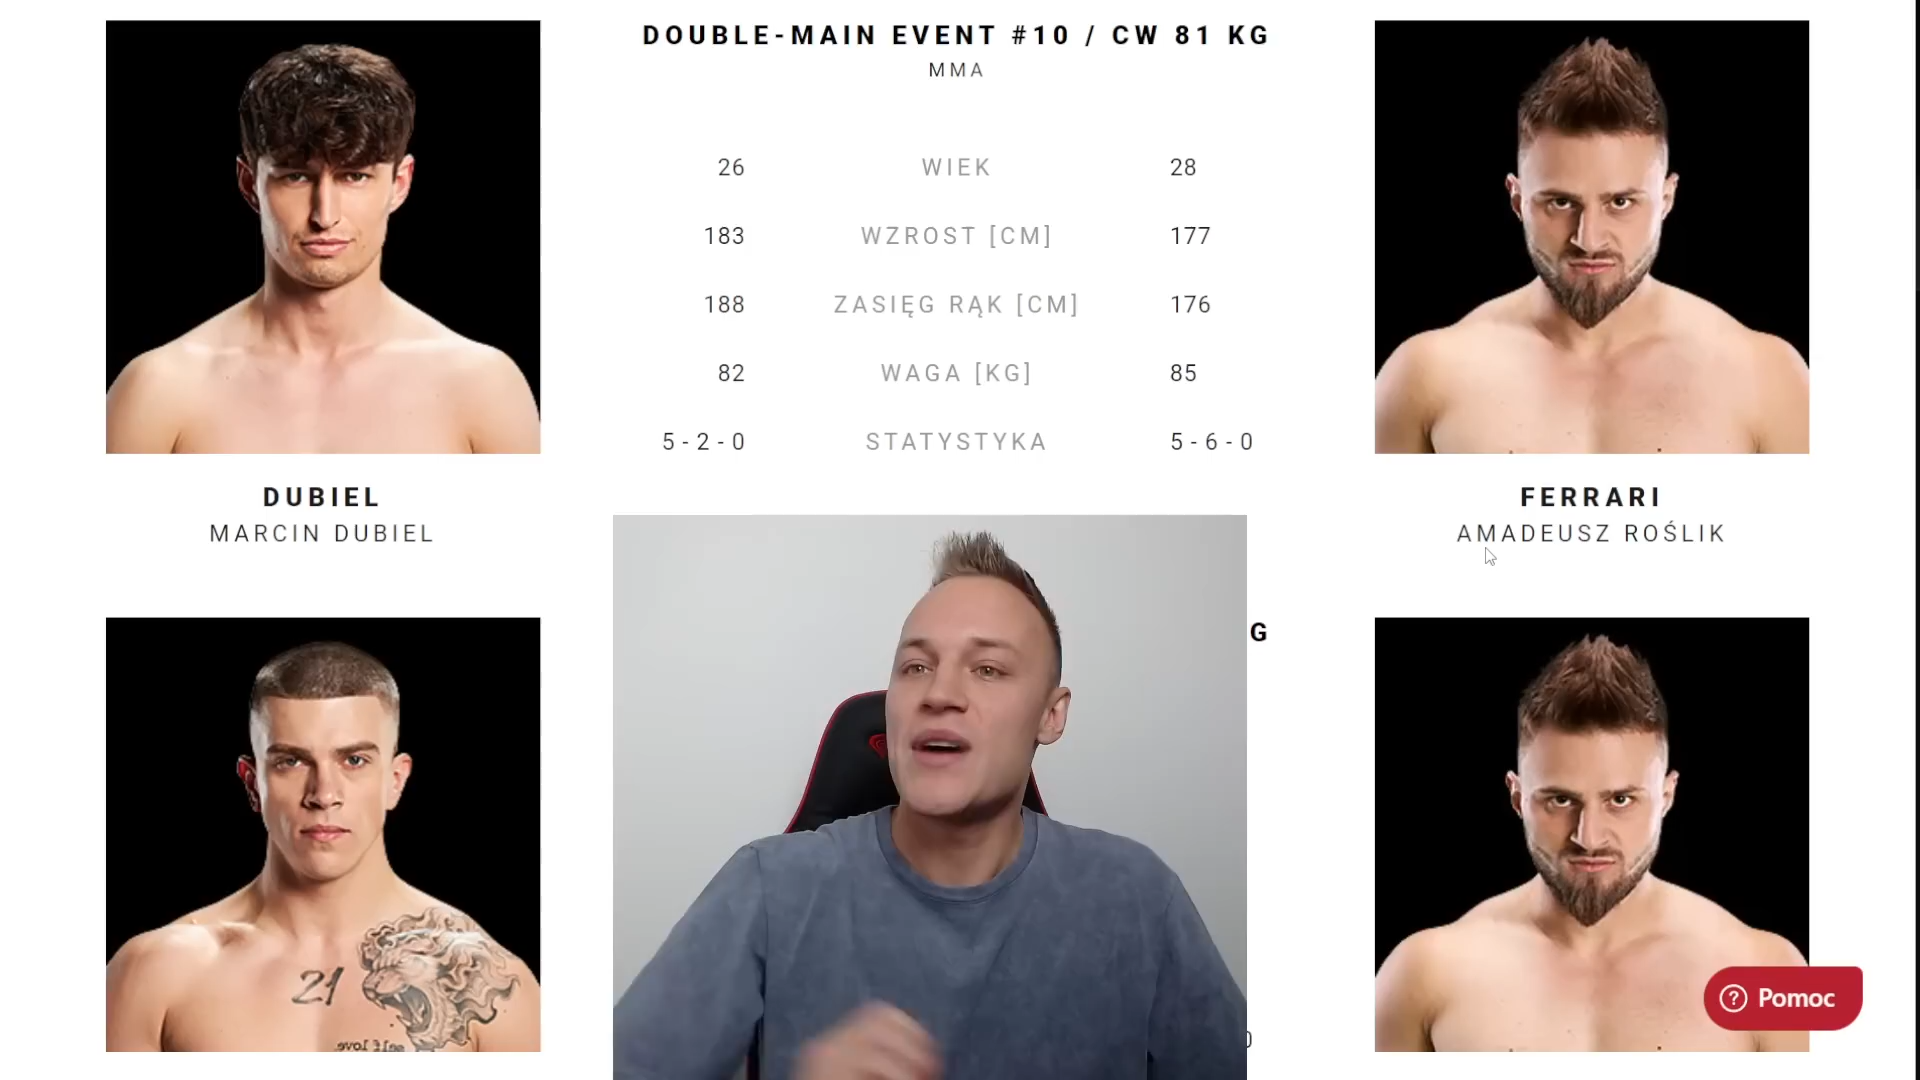 DOUBLE-MAIN EVENT #10 / CW 81 KG
MMA
26 WIEK 28
183 WZROST [CM] 177
188 ZASIĘG RĄK [CM] 176
82 WAGA [KG] 85
5 - 2 - 0 STATYSTYKA 5 - 6 - 0
DUBIEL
MARCIN DUBIEL
FERRARI
AMADEUSZ ROŚLIK
G
21
self love
Pomoc